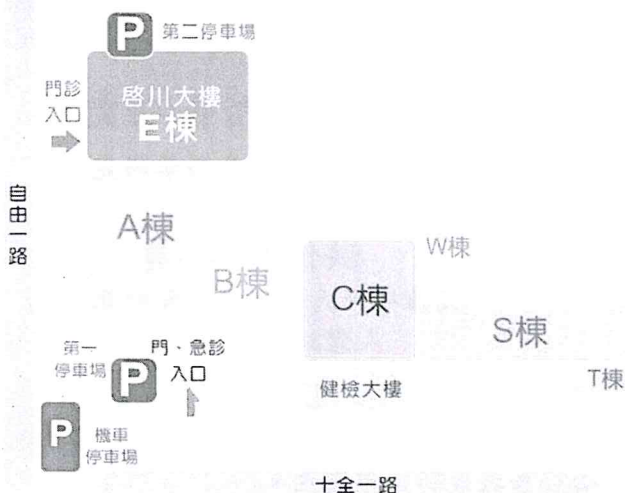 P 第二停車場
門診
入口
啓川大樓
E棟
自由一路
A棟
B棟
C棟
W棟
S棟
T棟
健檢大樓
第一
停車場
P
門、急診
入口
P
機車
停車場
十全一路